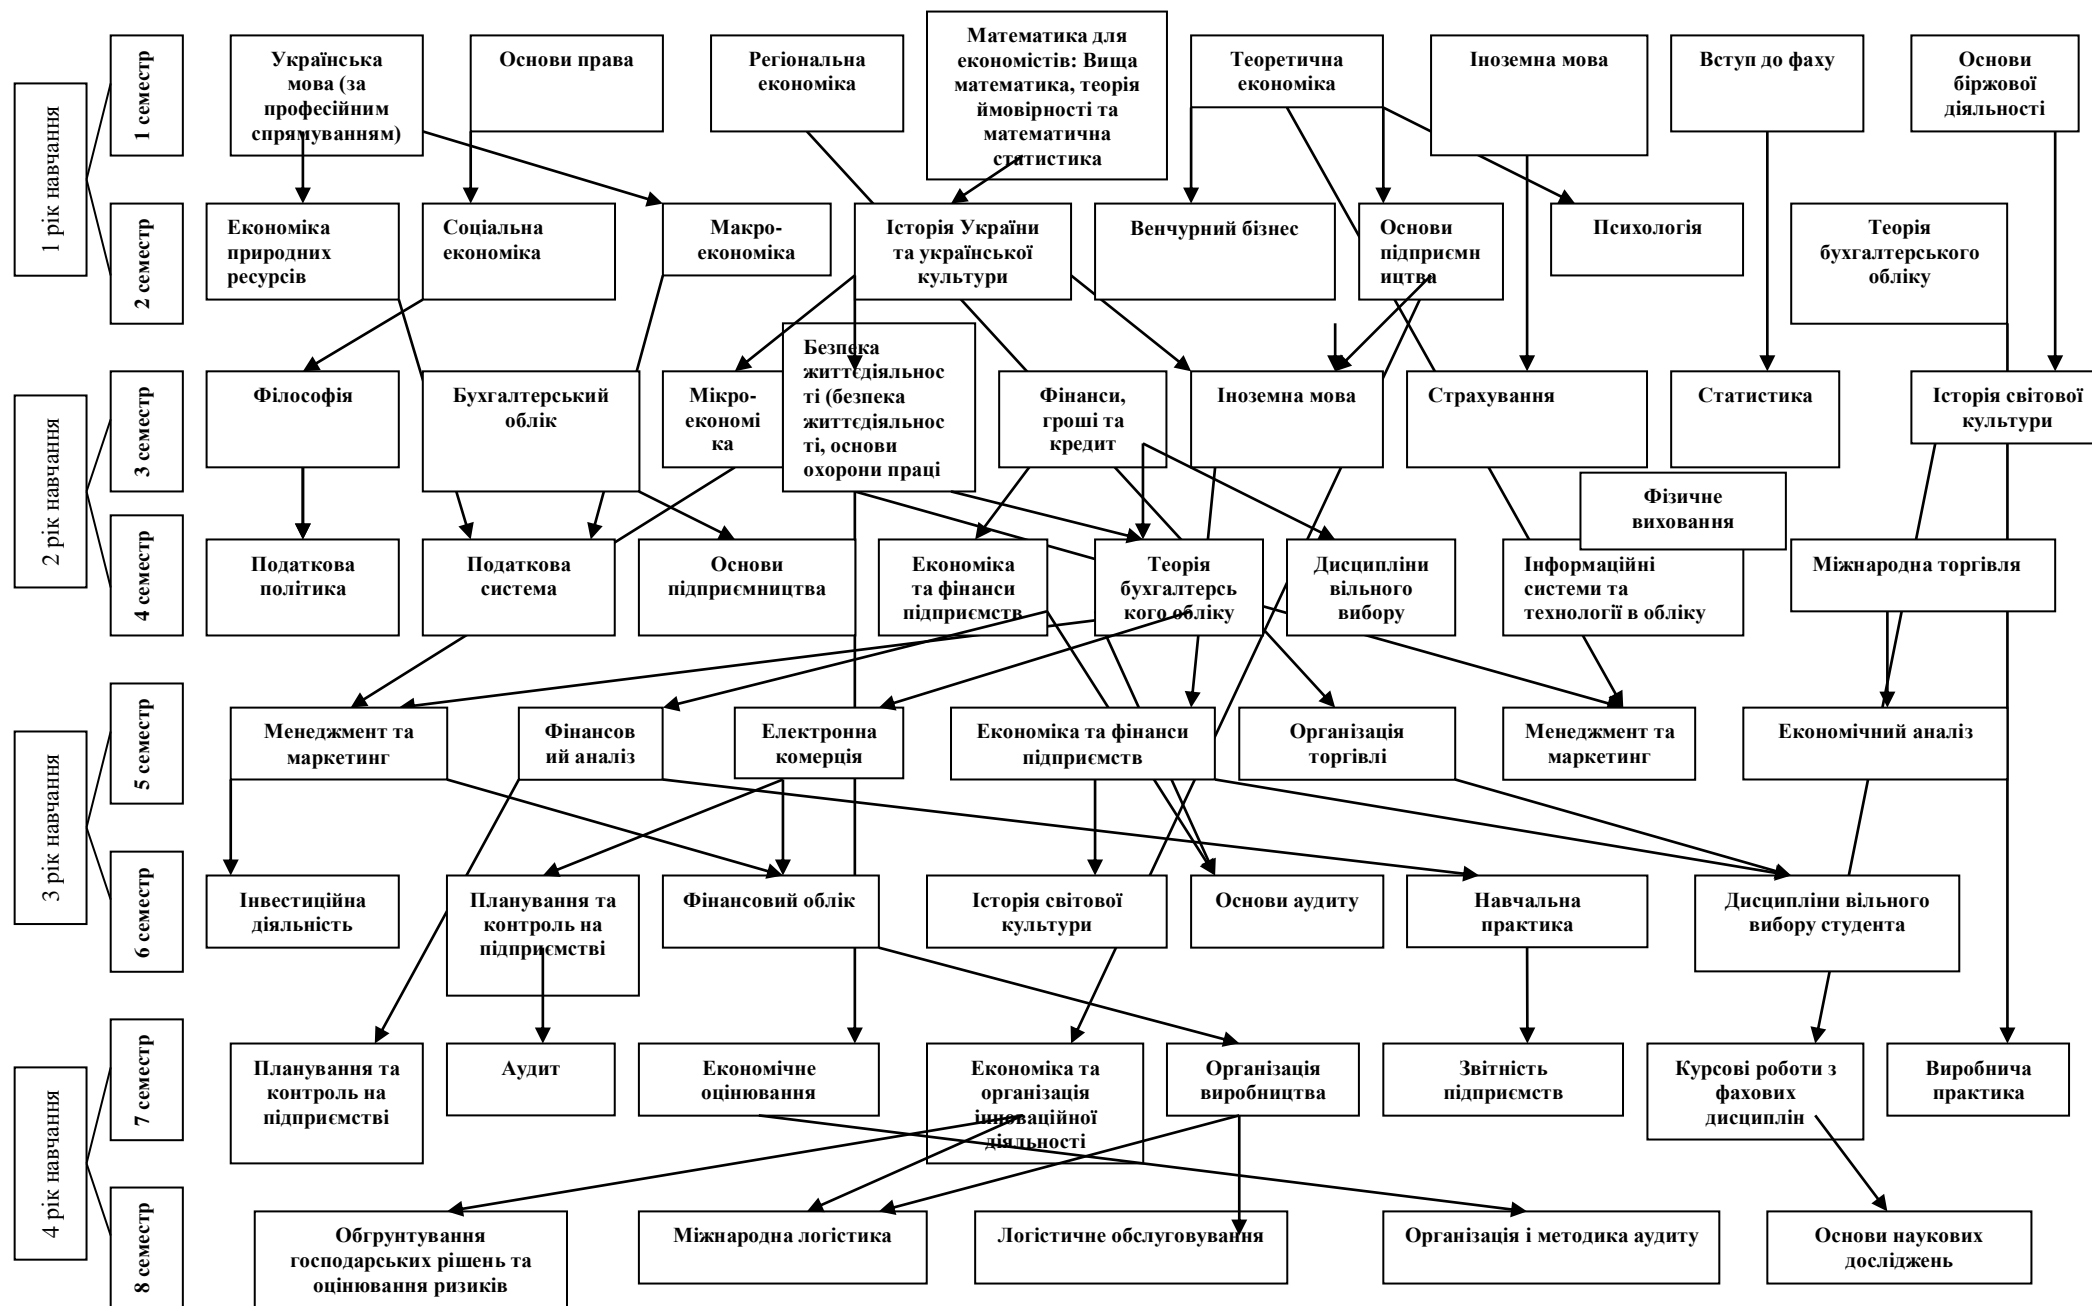 1 рік навчання
1 семестр
2 семестр
Українська
мова (за
професійним
спрямуванням)
Основи права
Регіональна
економіка
Математика для
економістів: Вища
математика, теорія
ймовірності та
математична
статистика
Теоретична
економіка
Іноземна мова
Вступ до фаху
Основи
біржової
діяльності
Економіка
природних
ресурсів
Соціальна
економіка
Макро-
економіка
Історія України
та української
культури
Венчурний бізнес
Основи
підприємн
ицтва
Психологія
Теорія
бухгалтерського
обліку
2 рік навчання
3 семестр
4 семестр
Філософія
Бухгалтерський
облік
Мікро-
економі
ка
Безпека
життєдіяльнос
ті (безпека
життєдіяльнос
ті, основи
охорони праці
Фінанси,
гроші та
кредит
Іноземна мова
Страхування
Статистика
Історія світової
культури
Фізичне
виховання
Податкова
політика
Податкова
система
Основи
підприємництва
Економіка
та фінанси
підприємств
Теорія
бухгалтерсь
кого обліку
Дисципліни
вільного
вибору
Інформаційні
системи та
технології в обліку
Міжнародна торгівля
3 рік навчання
5 семестр
6 семестр
Менеджмент та
маркетинг
Фінансов
ий аналіз
Електронна
комерція
Економіка та фінанси
підприємств
Організація
торгівлі
Менеджмент та
маркетинг
Економічний аналіз
Інвестиційна
діяльність
Планування та
контроль на
підприємстві
Фінансовий облік
Історія світової
культури
Основи аудиту
Навчальна
практика
Дисципліни вільного
вибору студента
4 рік навчання
7 семестр
8 семестр
Планування та
контроль на
підприємстві
Аудит
Економічне
оцінювання
Економіка та
організація
інноваційної
діяльності
Організація
виробництва
Звітність
підприємств
Курсові роботи з
фахових
дисциплін
Виробнича
практика
Обгрунтування
господарських рішень та
оцінювання ризиків
Міжнародна логістика
Логістичне обслуговування
Організація і методика аудиту
Основи наукових
досліджень